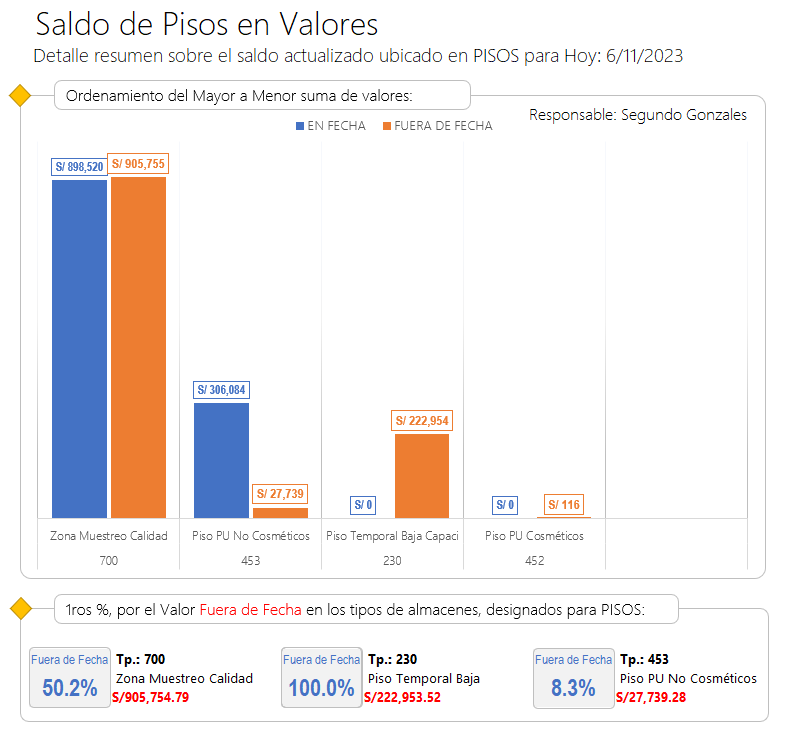 Saldo de Pisos en Valores
Detalle resumen sobre el saldo actualizado ubicado en PISOS para Hoy: 6/11/2023
Ordenamiento del Mayor a Menor suma de valores:
Responsable: Segundo Gonzales
EN FECHA FUERA DE FECHA
S/ 898,520 S/ 905,755
S/ 306,084
S/ 27,739
S/ 0 S/ 222,954
S/ 0 S/ 116
Zona Muestreo Calidad Piso PU No Cosméticos Piso Temporal Baja Capaci Piso PU Cosméticos
700 453 230 452
1ros %, por el Valor Fuera de Fecha en los tipos de almacenes, designados para PISOS:
Fuera de Fecha
50.2%
Tp.: 700
Zona Muestreo Calidad
S/905,754.79
Fuera de Fecha
100.0%
Tp.: 230
Piso Temporal Baja
S/222,953.52
Fuera de Fecha
8.3%
Tp.: 453
Piso PU No Cosméticos
S/27,739.28